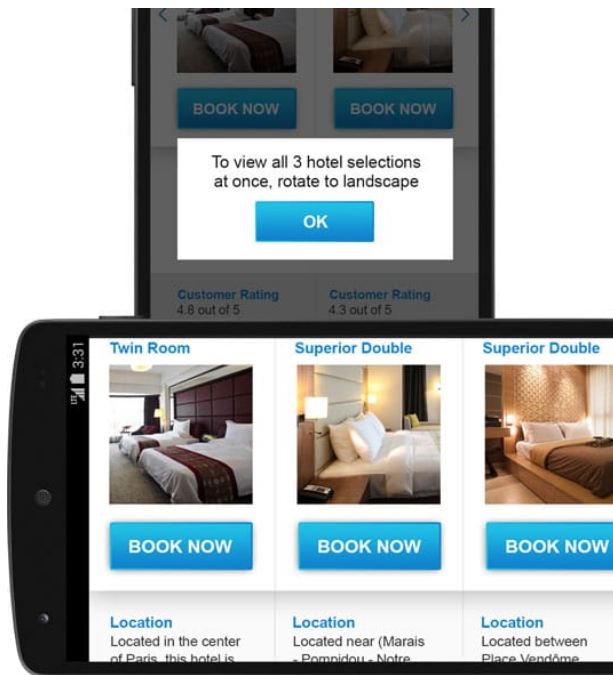 BOOK NOW
BOOK NOW
To view all 3 hotel selections
at once, rotate to landscape
OK
Customer Rating
4.8 out of 5
Customer Rating
4.3 out of 5
3:31
LTE
Twin Room
Superior Double
Superior Double
BOOK NOW
BOOK NOW
BOOK NOW
Location
Located in the center
of Paris, this hotel is
Location
Located near (Marais
- Pompidou - Notre
Location
Located between
Place Vendôme